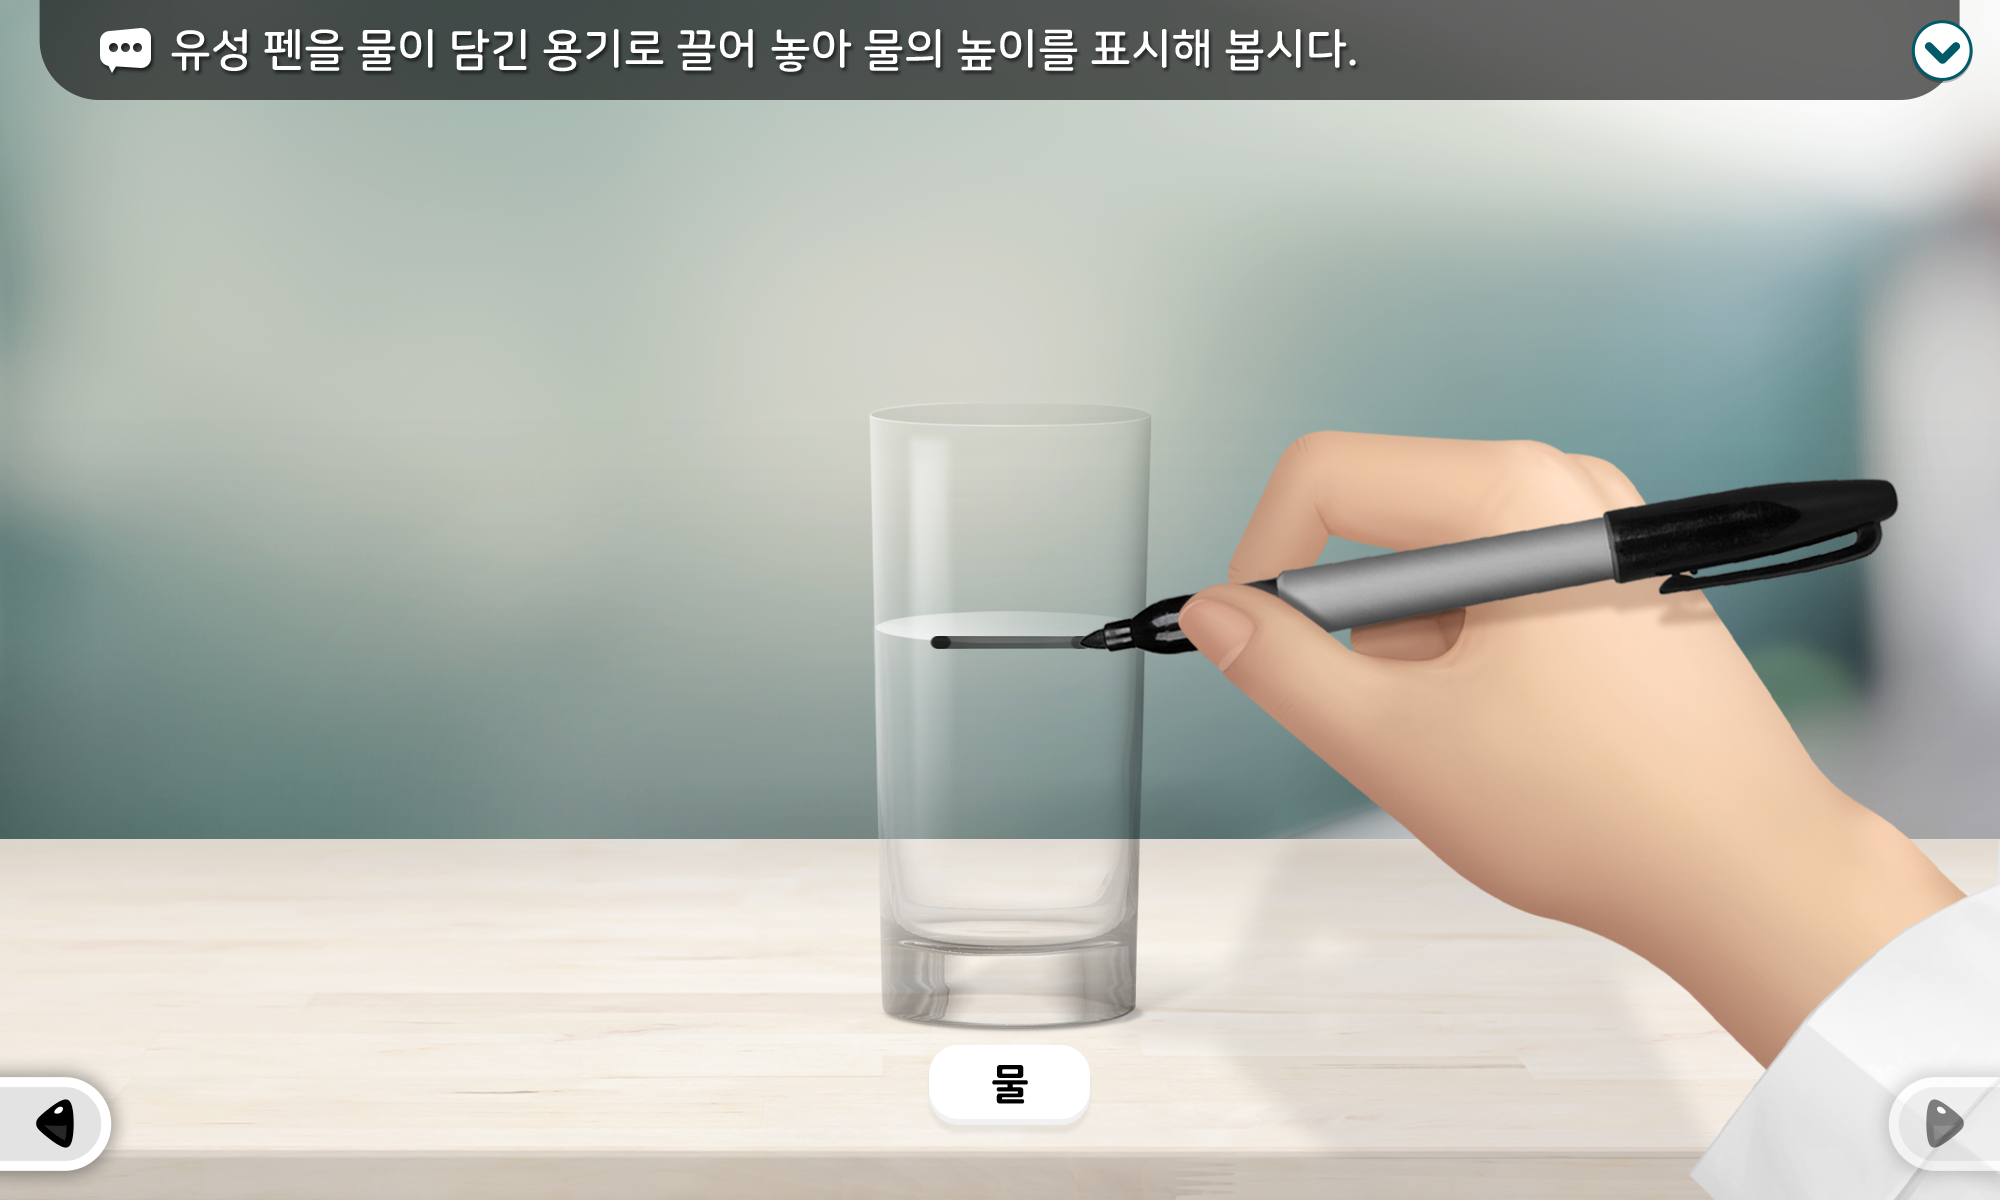 유성 펜을 물이 담긴 용기로 끌어 놓아 물의 높이를 표시해 봅시다.
물